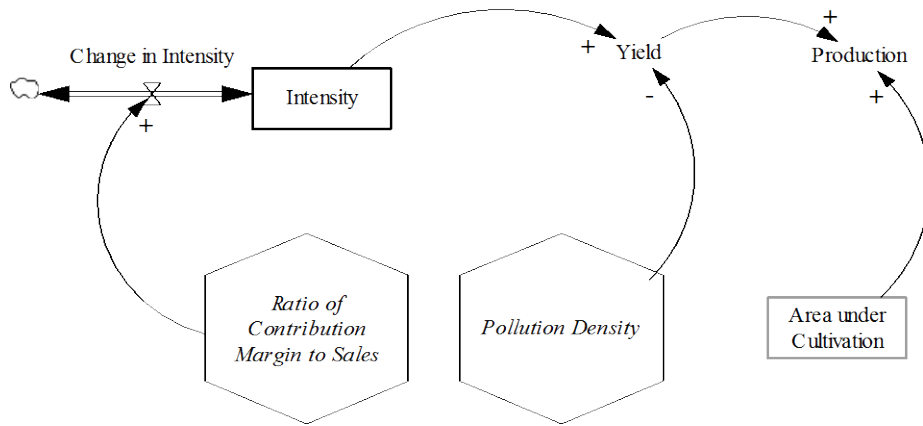 Change in Intensity
+
Intensity
+
Yield
-
+
Production
+
Ratio of
Contribution
Margin to Sales
Pollution Density
Area under
Cultivation